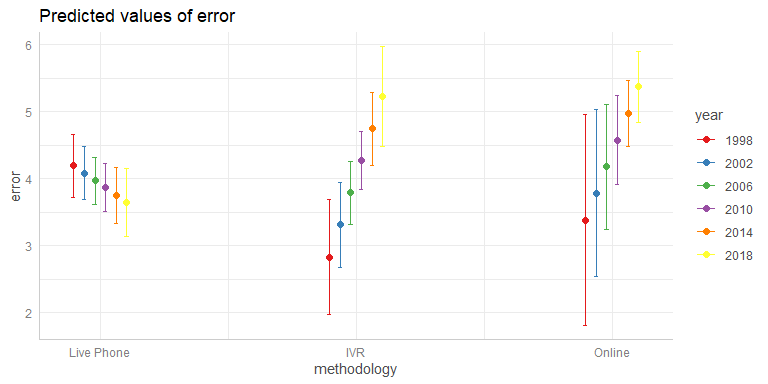 Predicted values of error
6
5
4
3
2
error
Live Phone
IVR
Online
methodology
year
1998
2002
2006
2010
2014
2018